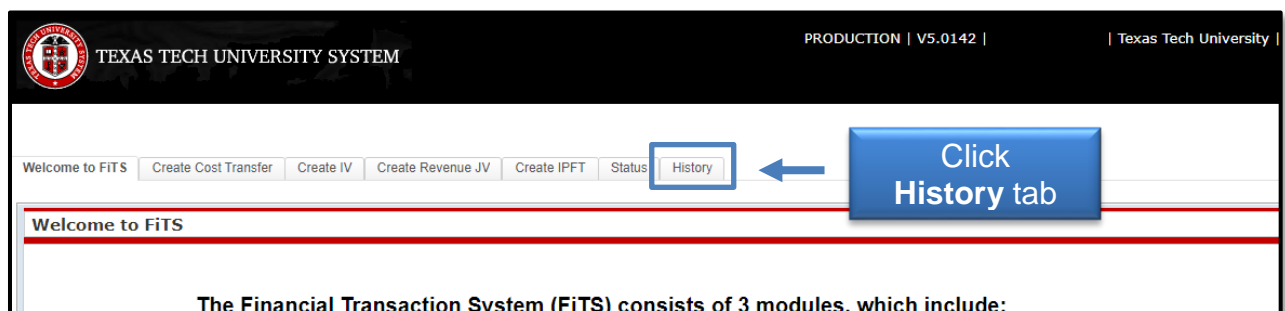 PRODUCTION | V5.0142 | | Texas Tech University |
TEXAS TECH UNIVERSITY SYSTEM
Click
History tab
Welcome to FiTS Create Cost Transfer Create IV Create Revenue JV Create IPFT Status History
Welcome to FiTS
The Financial Transaction System (FiTS) consists of 3 modules, which include: